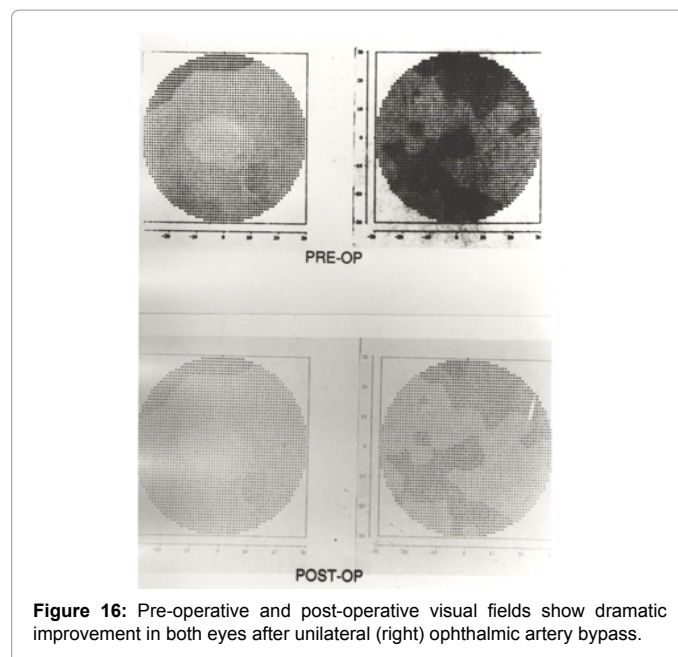 PRE-OP
POST-OP
Figure 16: Pre-operative and post-operative visual fields show dramatic
improvement in both eyes after unilateral (right) ophthalmic artery bypass.